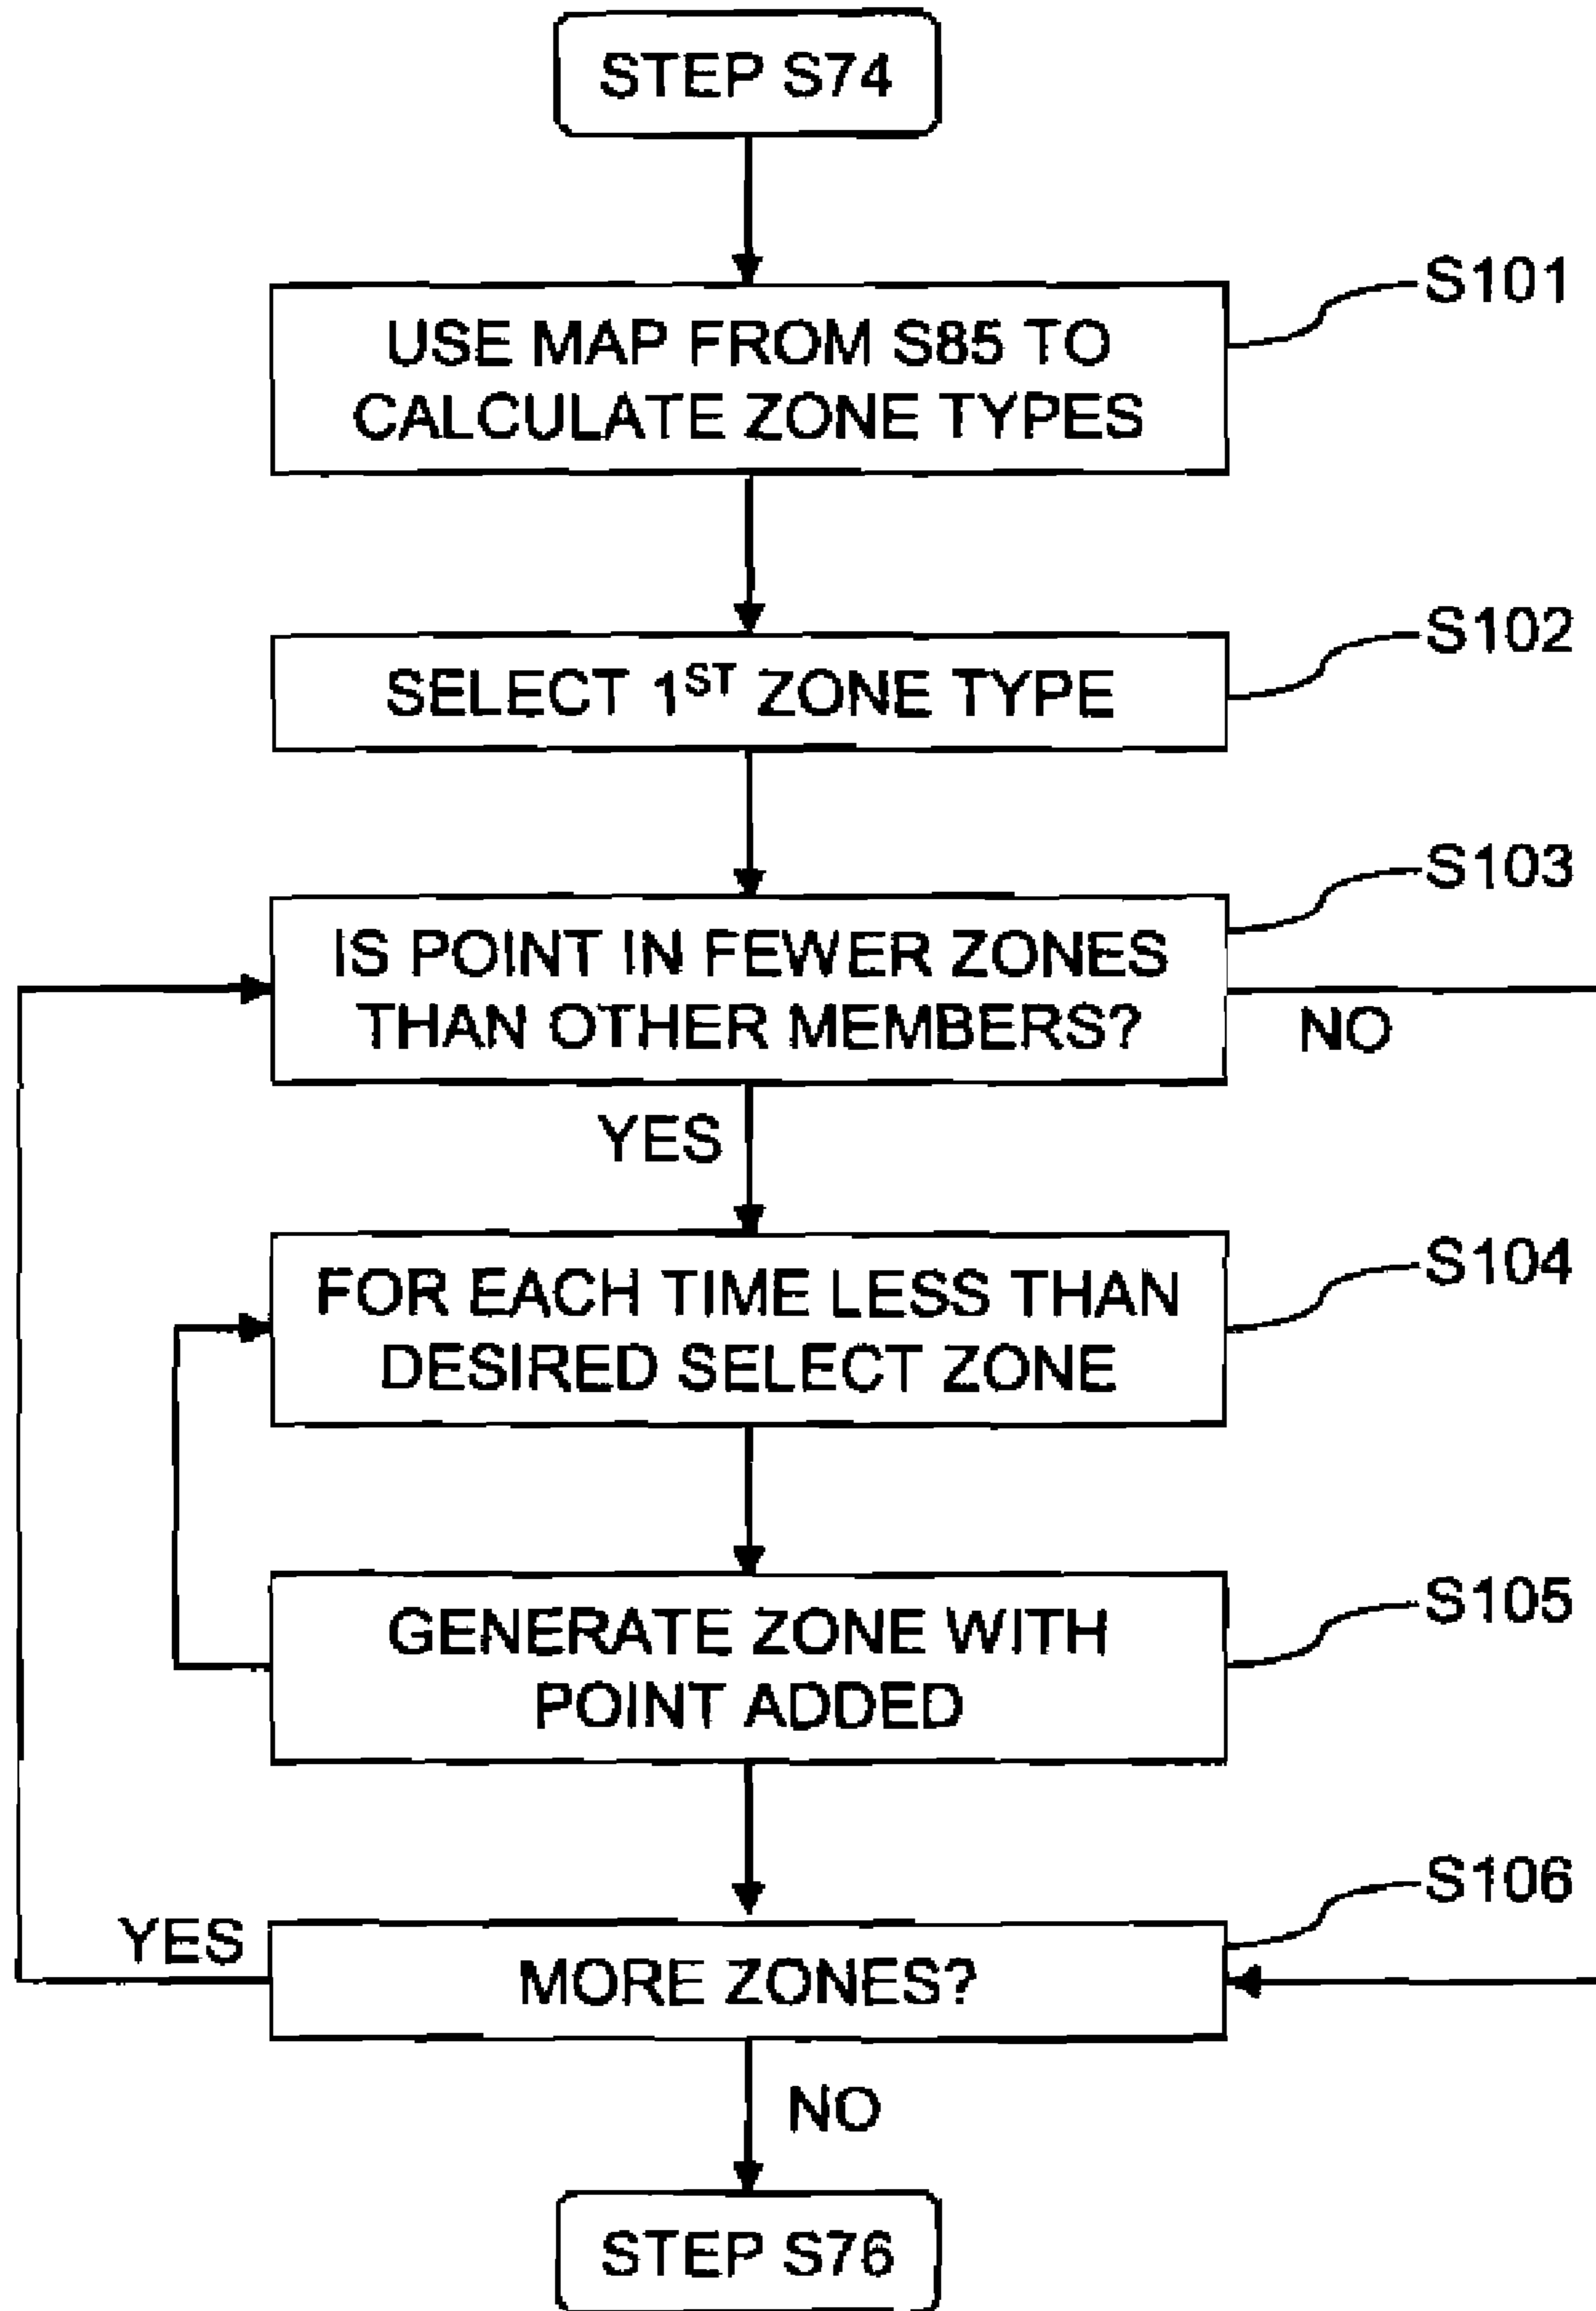 STEP S74
S101
USE MAP FROM S85 TO
CALCULATE ZONE TYPES
S102
SELECT 1ST ZONE TYPE
S103
IS POINT IN FEWER ZONES
THAN OTHER MEMBERS?
NO
YES
S104
FOR EACH TIME LESS THAN
DESIRED SELECT ZONE
S105
GENERATE ZONE WITH
POINT ADDED
S106
YES
MORE ZONES?
NO
STEP S76